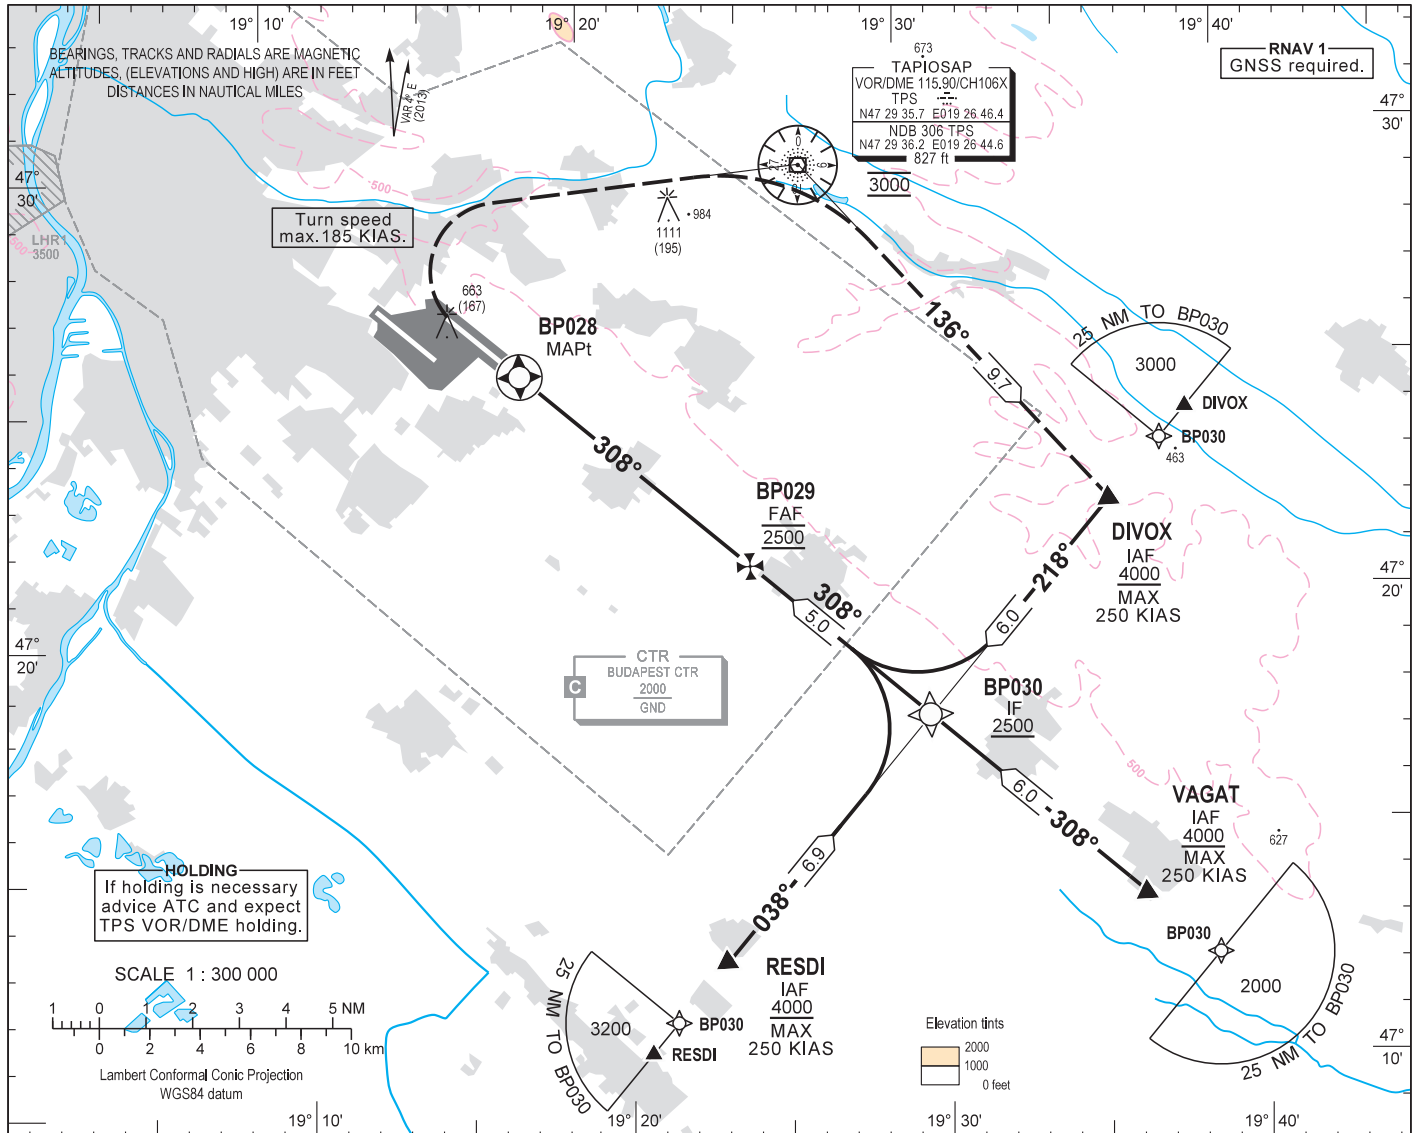 19° 10'
19° 20'
19° 30'
19° 40'
BEARINGS, TRACKS AND RADIALS ARE MAGNETIC
ALTITUDES, (ELEVATIONS AND HIGH) ARE IN FEET
DISTANCES IN NAUTICAL MILES
VAR 4° E
(2013)
673
TAPIOSAP
VOR/DME 115.90/CH106X
TPS
N47 29 35.7 E019 26 46.4
NDB 306 TPS
N47 29 36.2 E019 26 44.6
827 ft
3000
RNAV 1
GNSS required.
47°
30'
47°
30'
LHR1
3500
500
500
Turn speed
max.185 KIAS.
0
9
18
27
984
1111
(195)
663
(167)
BP028
MAPt
136°
9.7
25 NM TO BP030
3000
DIVOX
BP030
463
308°
BP029
FAF
2500
308°
5.0
DIVOX
IAF
4000
MAX
250 KIAS
218°
6.0
47°
20'
47°
20'
CTR
BUDAPEST CTR
C
2000
GND
BP030
IF
2500
500
6.0
308°
VAGAT
IAF
4000
MAX
250 KIAS
627
6.9
038°
HOLDING
If holding is necessary
advice ATC and expect
TPS VOR/DME holding.
BP030
2000
25 NM TO BP030
RESDI
IAF
4000
MAX
250 KIAS
25 NM TO BP030
3200
BP030
RESDI
SCALE 1 : 300 000
1 0 1 2 3 4 5 NM
0 2 4 6 8 10 km
Lambert Conformal Conic Projection
WGS84 datum
Elevation tints
2000
1000
0 feet
47°
10'
19° 10'
19° 20'
19° 30'
19° 40'